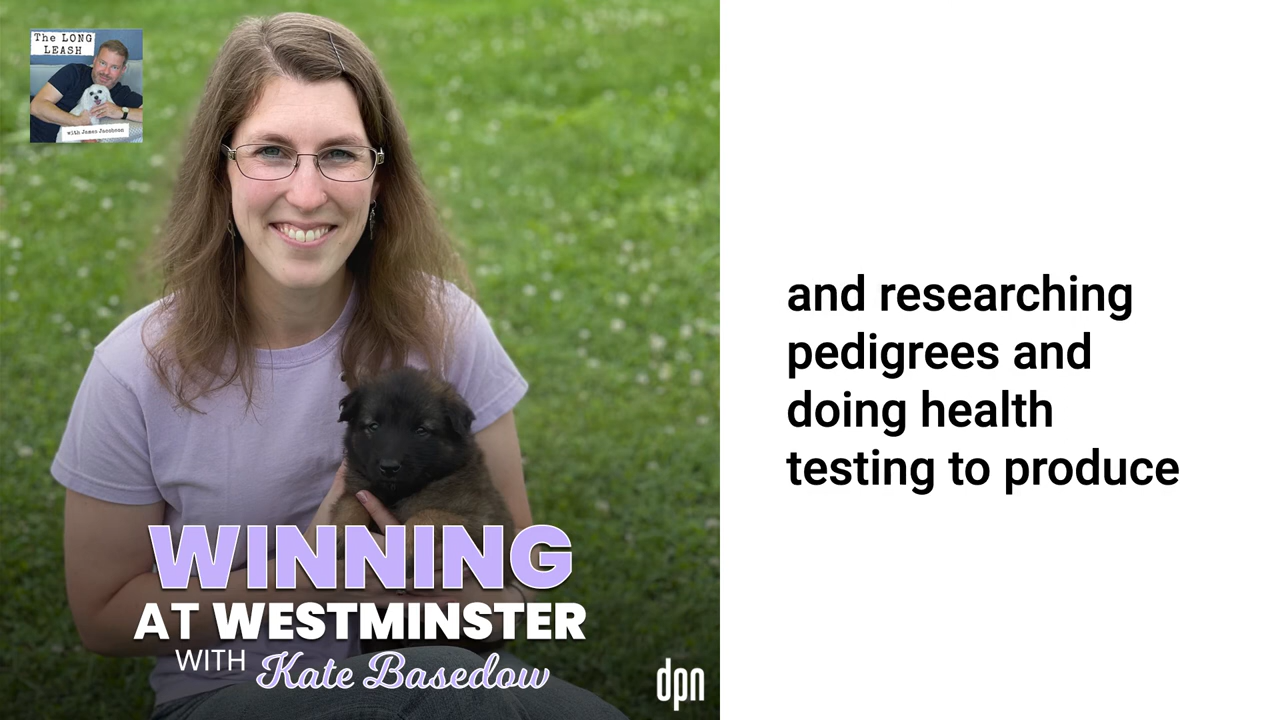 The LONG
LEASH
with James Jacobson
WINNING
AT WESTMINSTER
WITH Kate Basedow
dpn
and researching
pedigrees and
doing health
testing to produce